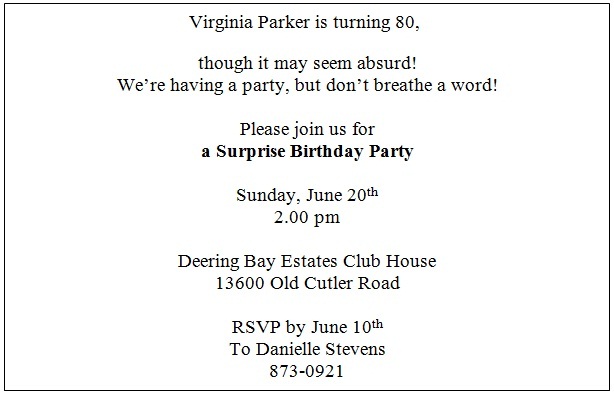 Virginia Parker is turning 80,
though it may seem absurd!
We’re having a party, but don’t breathe a word!
Please join us for
a Surprise Birthday Party
Sunday, June 20th
2.00 pm
Deering Bay Estates Club House
13600 Old Cutler Road
RSVP by June 10th
To Danielle Stevens
873-0921